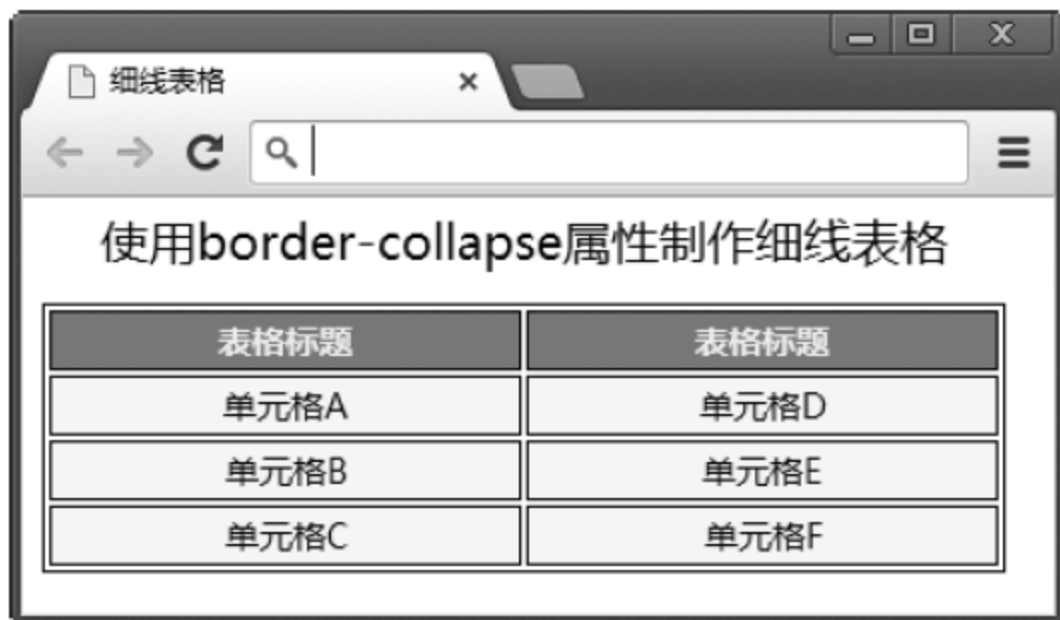 细线表格
使用border-collapse属性制作细线表格
表格标题 表格标题
单元格A 单元格D
单元格B 单元格E
单元格C 单元格F